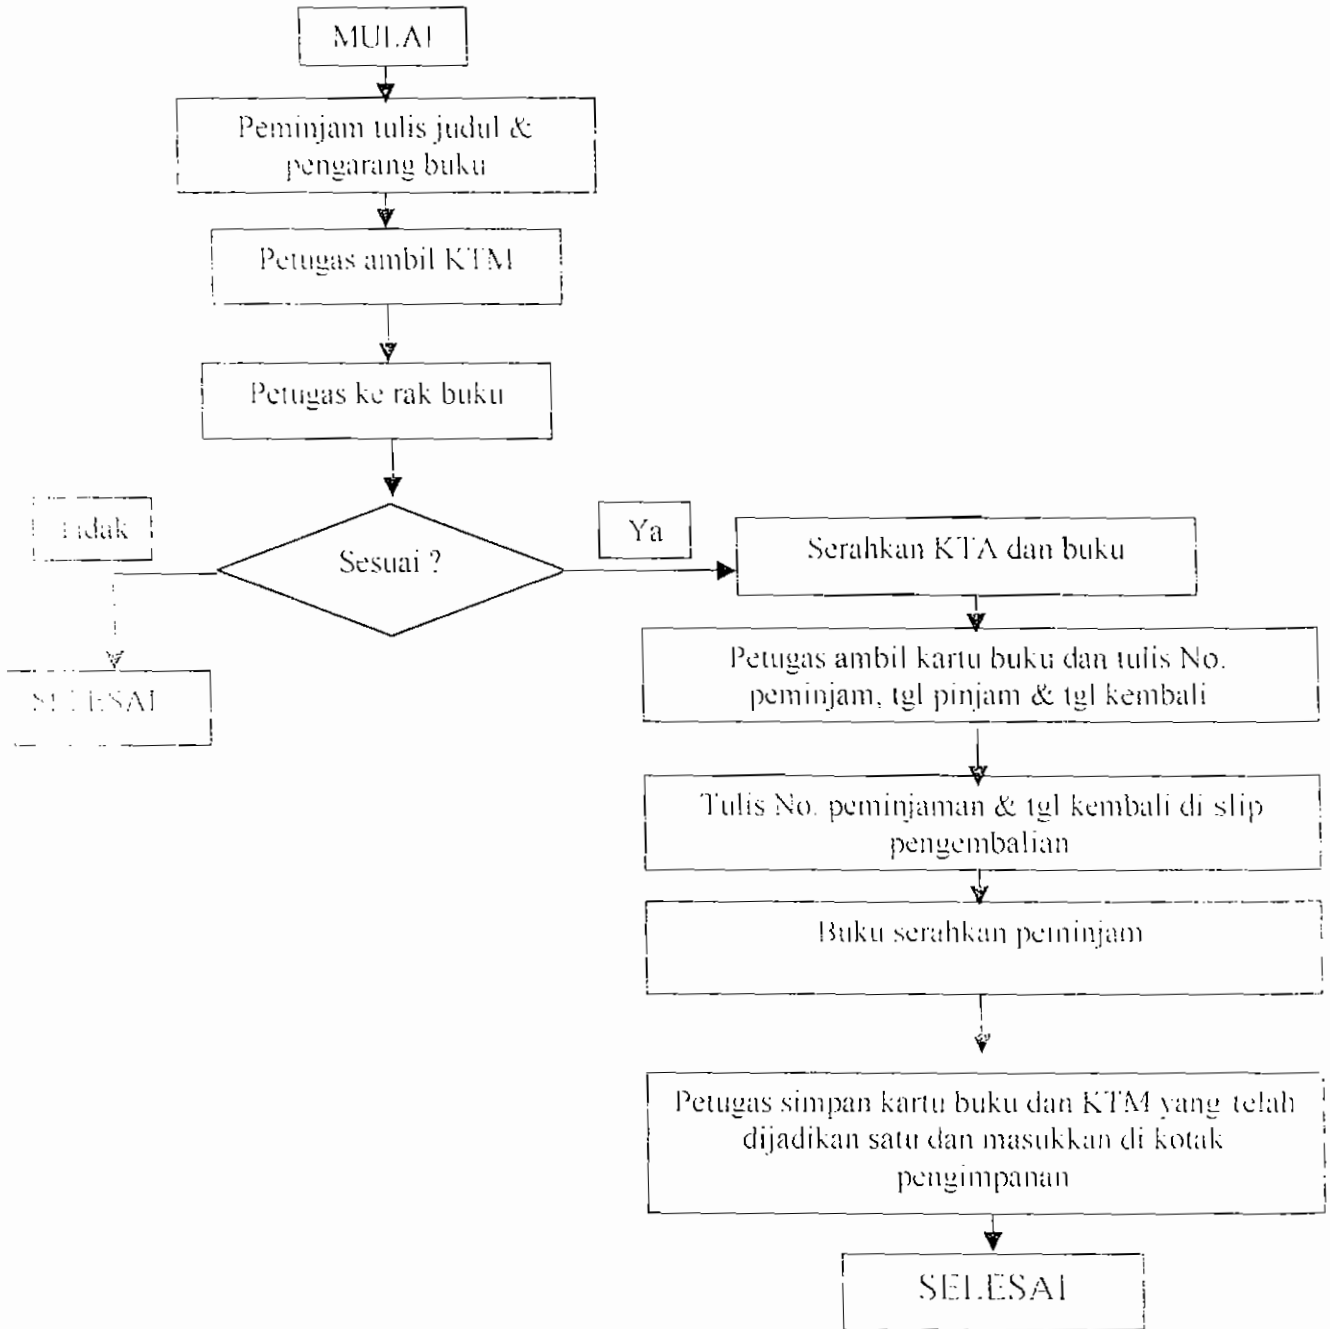 MULAI
Peminjam tulis judul &
pengarang buku
Petugas ambil KTM
Petugas ke rak buku
Tidak
Sesuai ?
Ya
Serahkan KTA dan buku
SELESAI
Petugas ambil kartu buku dan tulis No.
peminjam, tgl pinjam & tgl kembali
Tulis No. peminjaman & tgl kembali di slip
pengembalian
Buku serahkan peminjam
Petugas simpan kartu buku dan KTM yang telah
dijadikan satu dan masukkan di kotak
pengimpanan
SELESAI